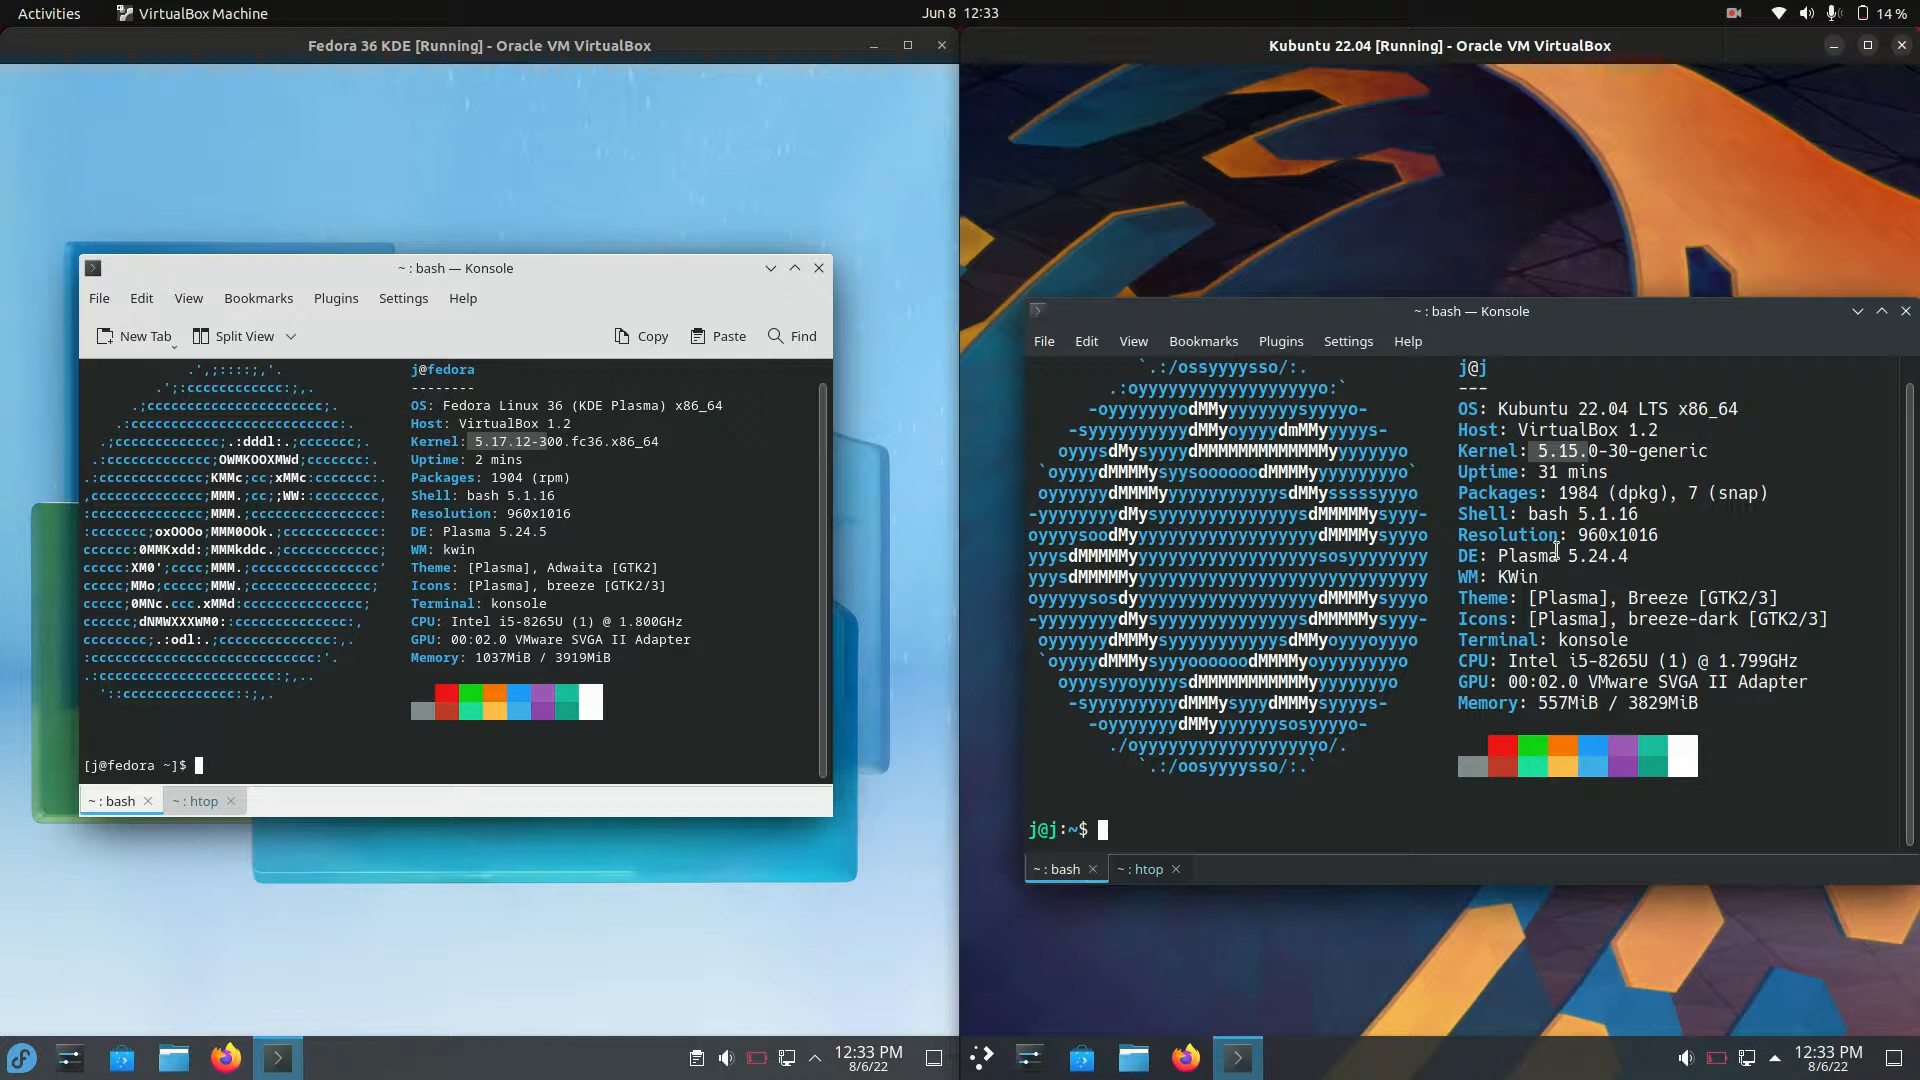 Activities
VirtualBox Machine
Jun 8 12:33
14 %
Fedora 36 KDE [Running] - Oracle VM VirtualBox
~ : bash — Konsole
File Edit View Bookmarks Plugins Settings Help
New Tab Split View Copy Paste Find
j@fedora
--------
OS: Fedora Linux 36 (KDE Plasma) x86_64
Host: VirtualBox 1.2
Kernel: 5.17.12-300.fc36.x86_64
Uptime: 2 mins
Packages: 1904 (rpm)
Shell: bash 5.1.16
Resolution: 960x1016
DE: Plasma 5.24.5
WM: kwin
Theme: [Plasma], Adwaita [GTK2]
Icons: [Plasma], breeze [GTK2/3]
Terminal: konsole
CPU: Intel i5-8265U (1) @ 1.800GHz
GPU: 00:02.0 VMware SVGA II Adapter
Memory: 1037MiB / 3919MiB
[j@fedora ~]$
~ : bash ~ : htop
12:33 PM
8/6/22
Kubuntu 22.04 [Running] - Oracle VM VirtualBox
~ : bash — Konsole
File Edit View Bookmarks Plugins Settings Help
j@j
---
OS: Kubuntu 22.04 LTS x86_64
Host: VirtualBox 1.2
Kernel: 5.15.0-30-generic
Uptime: 31 mins
Packages: 1984 (dpkg), 7 (snap)
Shell: bash 5.1.16
Resolution: 960x1016
DE: Plasma 5.24.4
WM: KWin
Theme: [Plasma], Breeze [GTK2/3]
Icons: [Plasma], breeze-dark [GTK2/3]
Terminal: konsole
CPU: Intel i5-8265U (1) @ 1.799GHz
GPU: 00:02.0 VMware SVGA II Adapter
Memory: 557MiB / 3829MiB
j@j:~$
~ : bash ~ : htop
12:33 PM
8/6/22